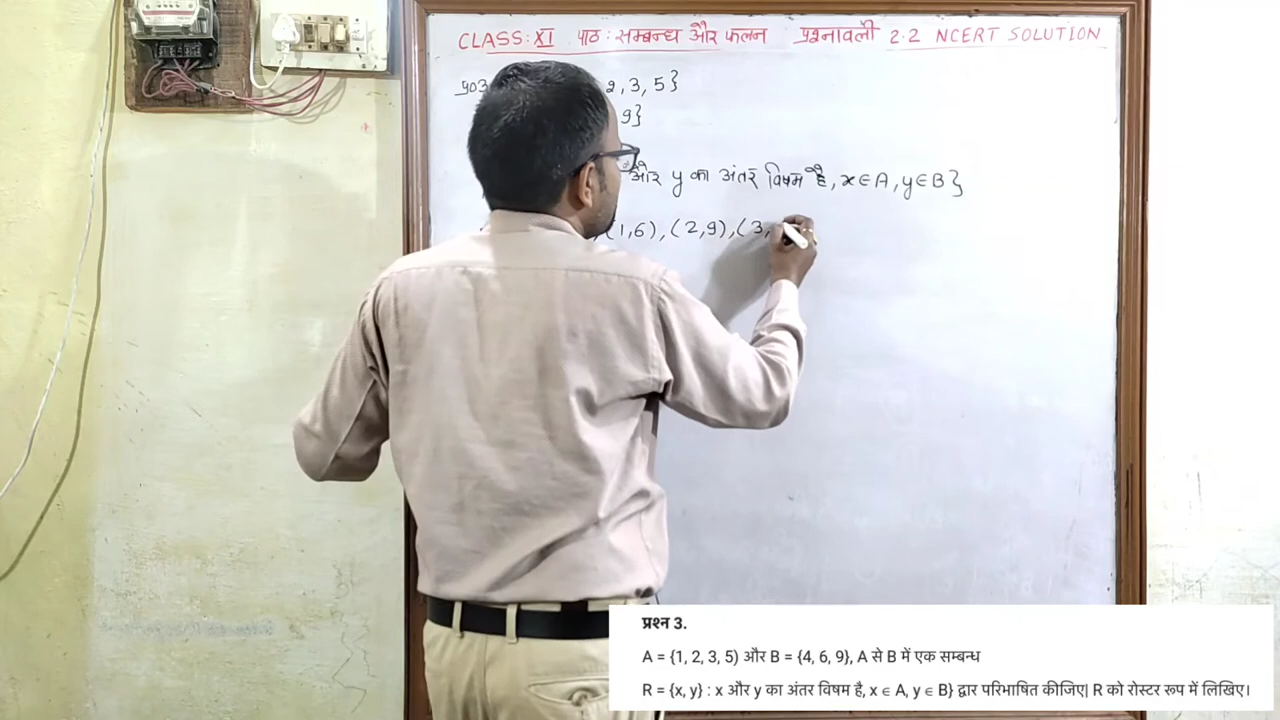 CLASS: XI पाठ : सम्बन्ध और फलन प्रश्नावली 2.2 NCERT SOLUTION
प्र03 2, 3, 5}
9}
और y का अंतर विषम है, x ∈ A, y ∈ B}
(1,6), (2,9), (3,
प्रश्न 3.
A = {1, 2, 3, 5) और B = {4, 6, 9}, A से B में एक सम्बन्ध
R = {x, y} : x और y का अंतर विषम है, x ∈ A, y ∈ B} द्वार परिभाषित कीजिए| R को रोस्टर रूप में लिखिए।